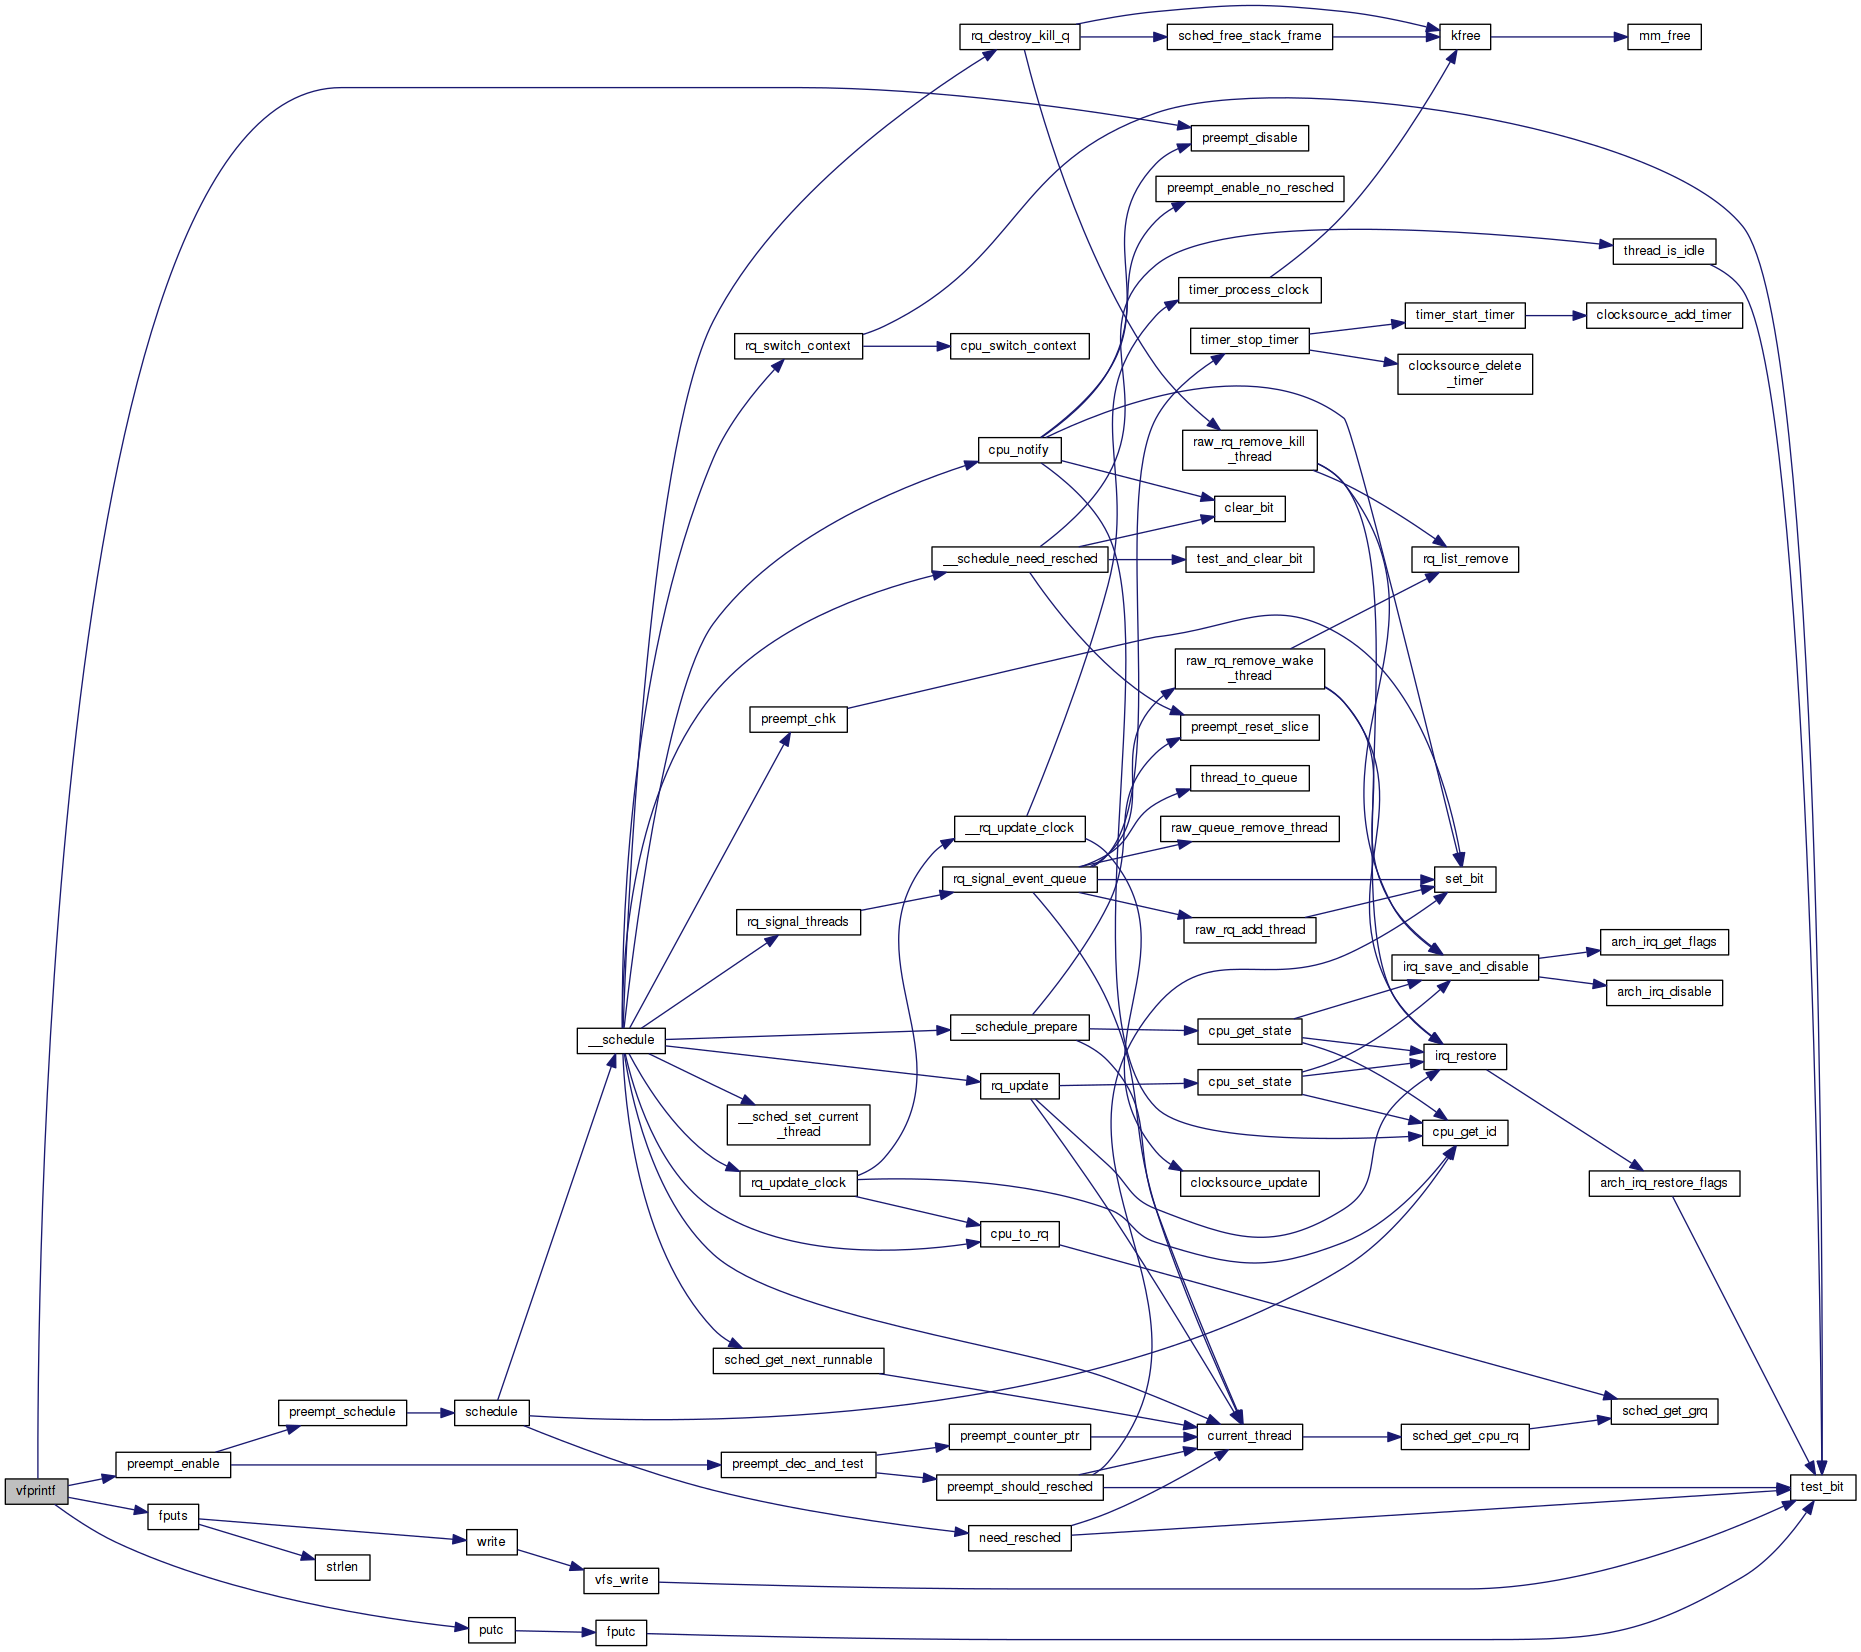 rq_destroy_kill_q
sched_free_stack_frame
kfree
mm_free
preempt_disable
preempt_enable_no_resched
thread_is_idle
timer_process_clock
timer_start_timer
clocksource_add_timer
rq_switch_context
cpu_switch_context
timer_stop_timer
clocksource_delete
_timer
cpu_notify
raw_rq_remove_kill
_thread
clear_bit
__schedule_need_resched
test_and_clear_bit
rq_list_remove
raw_rq_remove_wake
_thread
preempt_chk
preempt_reset_slice
thread_to_queue
__rq_update_clock
raw_queue_remove_thread
rq_signal_event_queue
set_bit
rq_signal_threads
raw_rq_add_thread
arch_irq_get_flags
irq_save_and_disable
arch_irq_disable
__schedule
__schedule_prepare
cpu_get_state
irq_restore
rq_update
cpu_set_state
__sched_set_current
_thread
cpu_get_id
rq_update_clock
clocksource_update
arch_irq_restore_flags
cpu_to_rq
sched_get_next_runnable
preempt_schedule
schedule
sched_get_grq
preempt_counter_ptr
current_thread
sched_get_cpu_rq
preempt_enable
preempt_dec_and_test
vfprintf
preempt_should_resched
test_bit
fputs
write
need_resched
strlen
vfs_write
putc
fputc